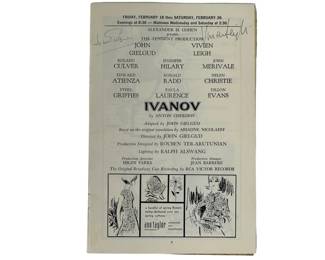 FRIDAY, FEBRUARY 18 thru SATURDAY, FEBRUARY 26
Evenings at 8:30 — Matinees Wednesday and Saturday at 2:30
ALEXANDER H. COHEN
presents
THE TENNENT PRODUCTION
JOHN VIVIEN
GIELGUD LEIGH
ROLAND JENNIFER JOHN
CULVER HILARY MERIVALE
EDWARD RONALD HELEN
ATIENZA RADD CHRISTIE
ETHEL PAULA DILLON
GRIFFIES LAURENCE EVANS
IVANOV
by ANTON CHEKHOV
Adapted by JOHN GIELGUD
Based on the original translation by ARIADNE NICOLAEFF
Directed by JOHN GIELGUD
Production Designed by ROUBEN TER-ARUTUNIAN
Lighting by RALPH ALSWANG
Production Associate Production Manager
HILDY PARKS JEAN BARRERE
The Original Broadway Cast Recording by RCA VICTOR RECORDS
ann taylor